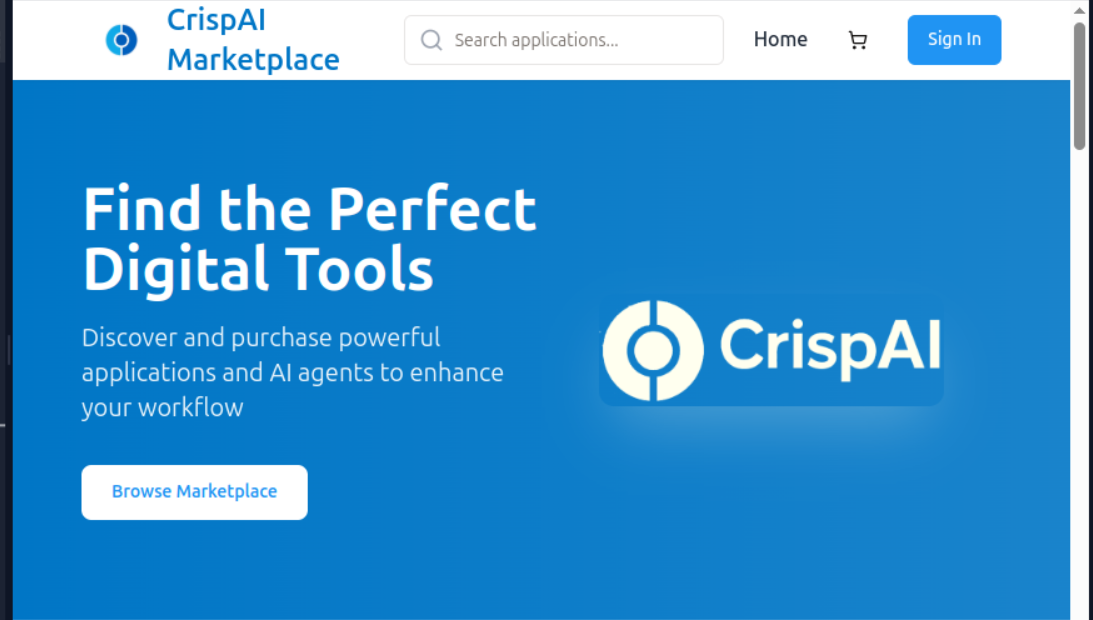 CrispAI
Marketplace
Search applications...
Home
Sign In
Find the Perfect
Digital Tools
Discover and purchase powerful
applications and AI agents to enhance
your workflow
CrispAI
Browse Marketplace